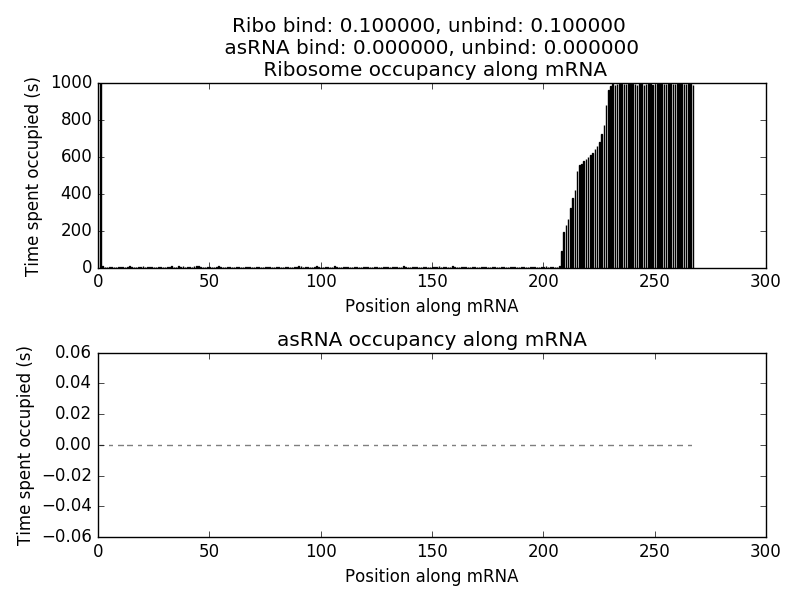 Ribo bind: 0.100000, unbind: 0.100000
asRNA bind: 0.000000, unbind: 0.000000
Ribosome occupancy along mRNA
Time spent occupied (s)
1000
800
600
400
200
0
0 50 100 150 200 250 300
Position along mRNA
asRNA occupancy along mRNA
Time spent occupied (s)
0.06
0.04
0.02
0.00
−0.02
−0.04
−0.06
0 50 100 150 200 250 300
Position along mRNA